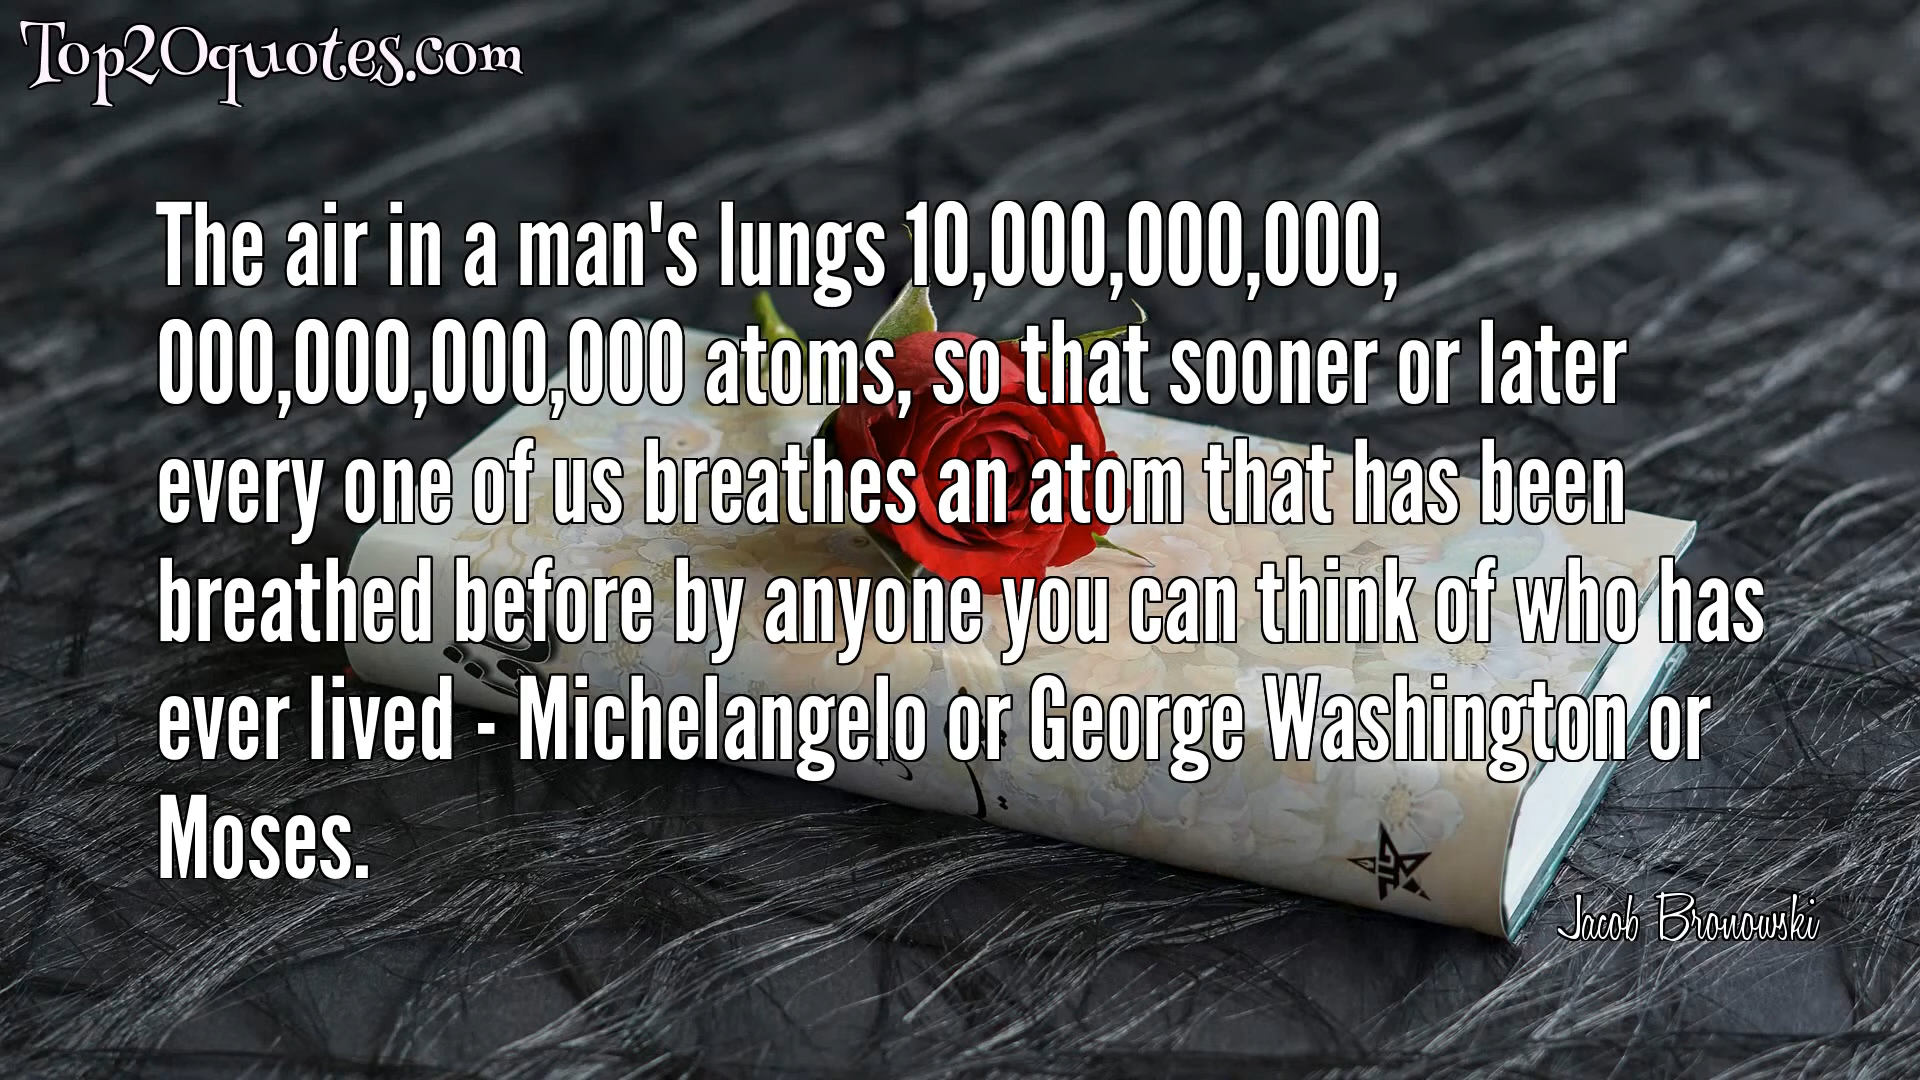 Top20quotes.com
The air in a man's lungs 10,000,000,000,
000,000,000,000 atoms, so that sooner or later
every one of us breathes an atom that has been
breathed before by anyone you can think of who has
ever lived - Michelangelo or George Washington or
Moses.
Jacob Bronowski